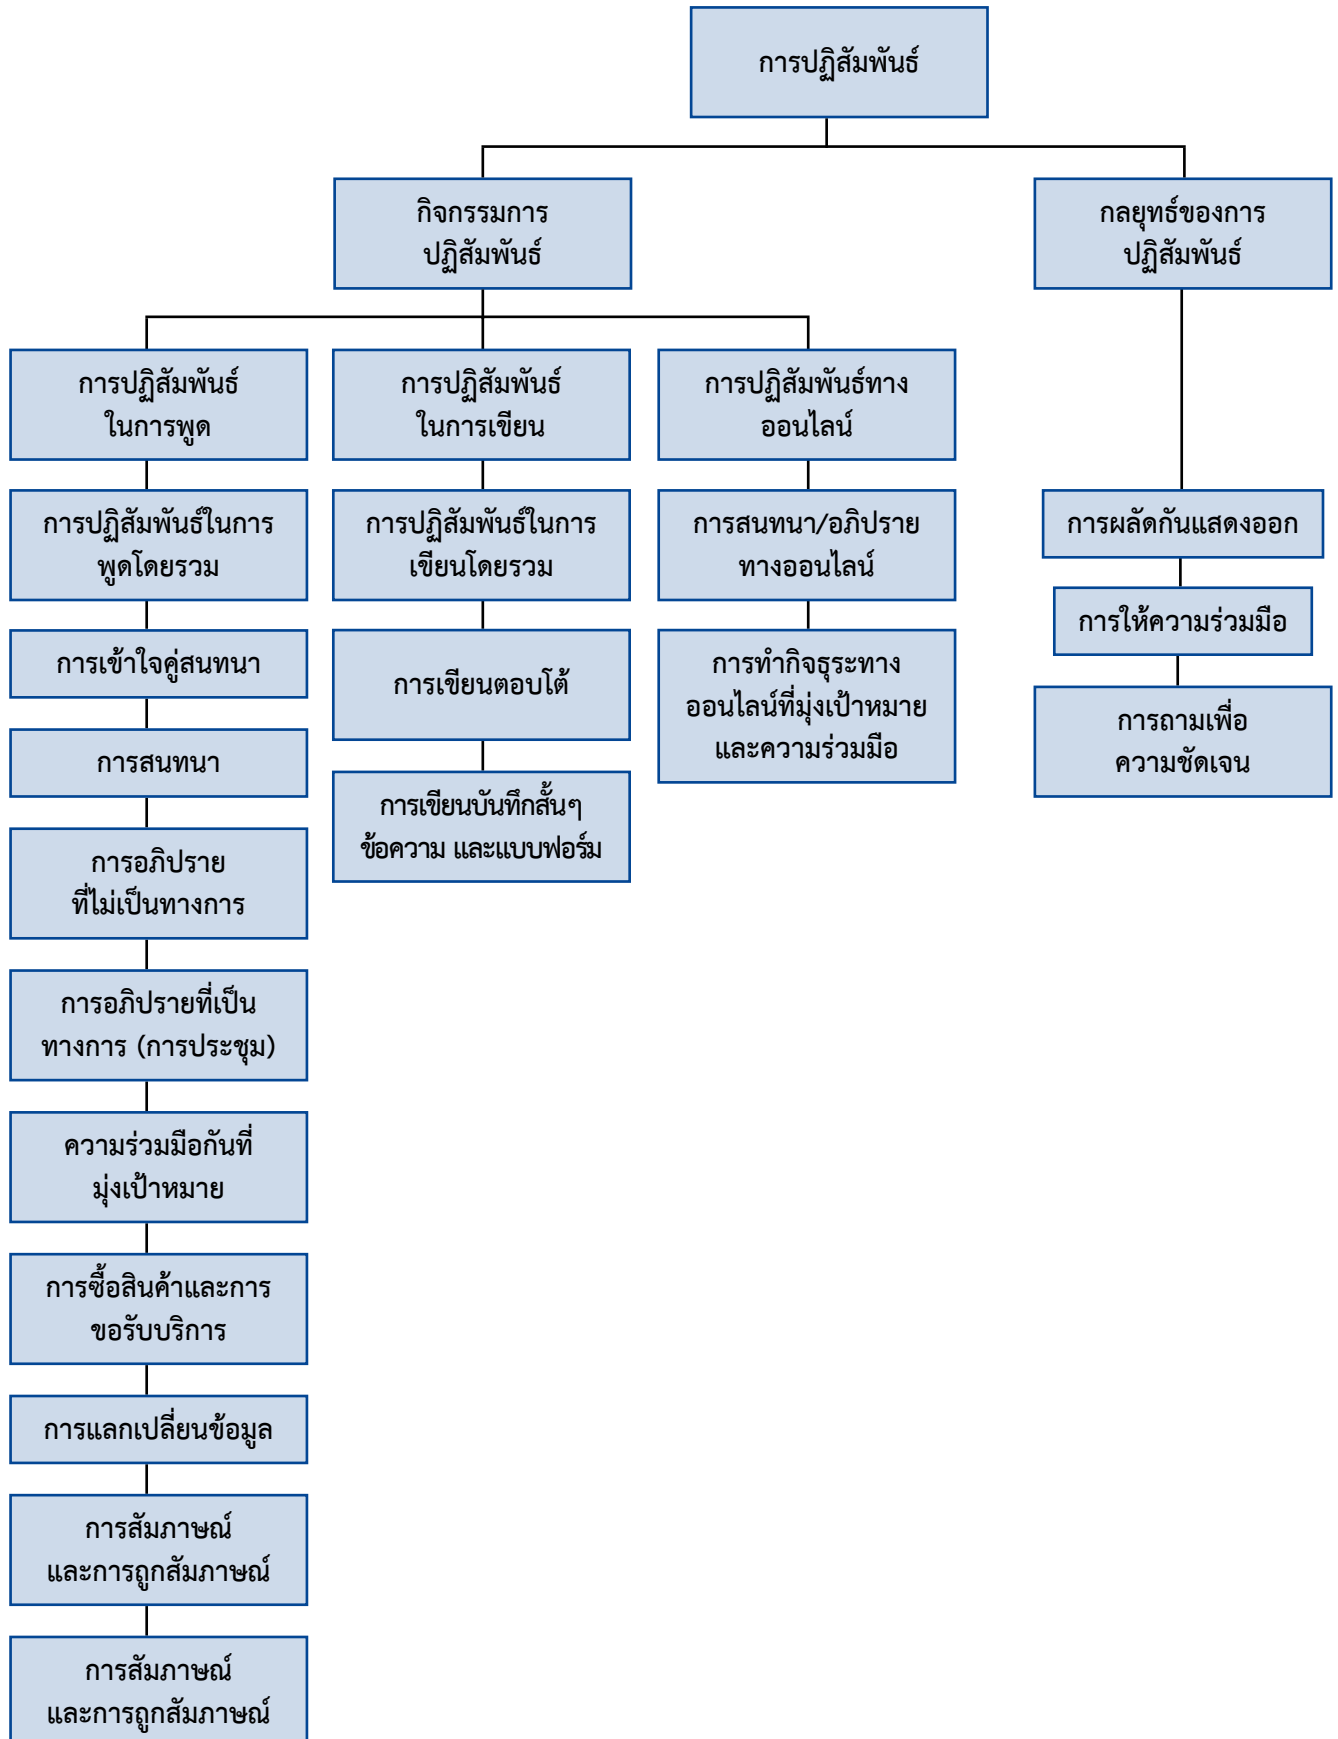 การปฏิสัมพันธ์
กิจกรรมการ
ปฏิสัมพันธ์
กลยุทธ์ของการ
ปฏิสัมพันธ์
การปฏิสัมพันธ์
ในการพูด
การปฏิสัมพันธ์ในการ
พูดโดยรวม
การเข้าใจคู่สนทนา
การสนทนา
การอภิปราย
ที่ไม่เป็นทางการ
การอภิปรายที่เป็น
ทางการ (การประชุม)
ความร่วมมือกันที่
มุ่งเป้าหมาย
การซื้อสินค้าและการ
ขอรับบริการ
การแลกเปลี่ยนข้อมูล
การสัมภาษณ์
และการถูกสัมภาษณ์
การสัมภาษณ์
และการถูกสัมภาษณ์
การปฏิสัมพันธ์
ในการเขียน
การปฏิสัมพันธ์ในการ
เขียนโดยรวม
การเขียนตอบโต้
การเขียนบันทึกสั้นๆ
ข้อความ และแบบฟอร์ม
การปฏิสัมพันธ์ทาง
ออนไลน์
การสนทนา/อภิปราย
ทางออนไลน์
การทำกิจธุระทาง
ออนไลน์ที่มุ่งเป้าหมาย
และความร่วมมือ
การผลัดกันแสดงออก
การให้ความร่วมมือ
การถามเพื่อ
ความชัดเจน